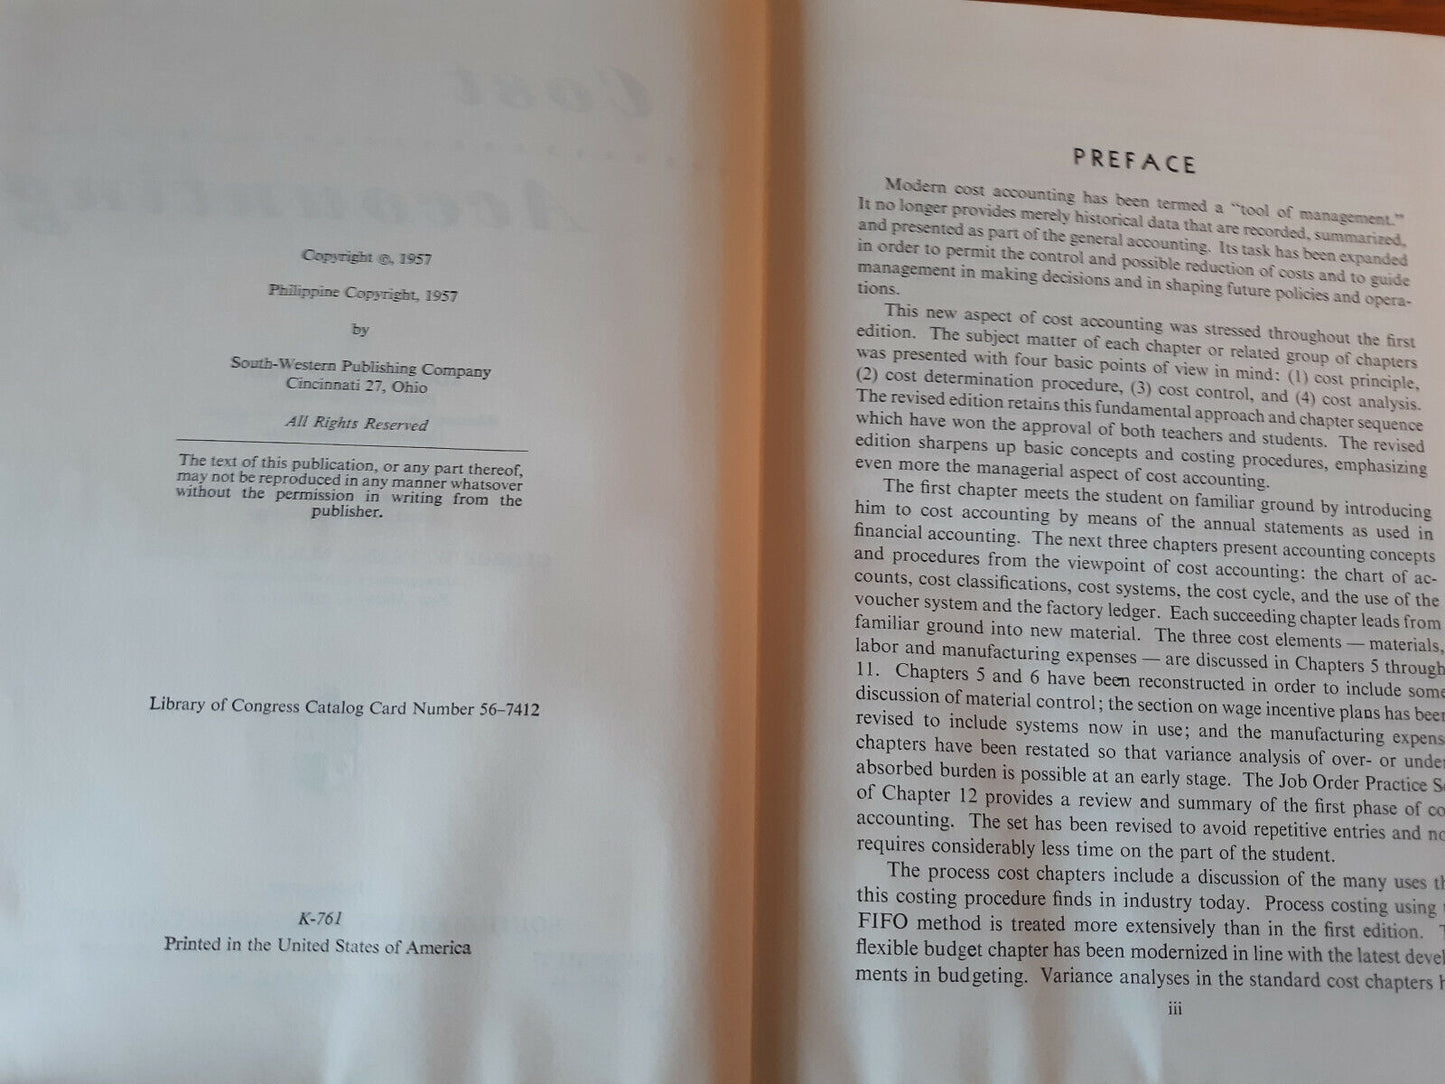 Cost
Accounting
Copyright ©, 1957
Philippine Copyright, 1957
by
South-Western Publishing Company
Cincinnati 27, Ohio
All Rights Reserved
The text of this publication, or any part thereof,
may not be reproduced in any manner whatsover
without the permission in writing from the
publisher.
Library of Congress Catalog Card Number 56–7412
K-761
Printed in the United States of America
PREFACE
Modern cost accounting has been termed a “tool of management.”
It no longer provides merely historical data that are recorded, summarized,
and presented as part of the general accounting. Its task has been expanded
in order to permit the control and possible reduction of costs and to guide
management in making decisions and in shaping future policies and opera-
tions.
This new aspect of cost accounting was stressed throughout the first
edition. The subject matter of each chapter or related group of chapters
was presented with four basic points of view in mind: (1) cost principle,
(2) cost determination procedure, (3) cost control, and (4) cost analysis.
The revised edition retains this fundamental approach and chapter sequence
which have won the approval of both teachers and students. The revised
edition sharpens up basic concepts and costing procedures, emphasizing
even more the managerial aspect of cost accounting.
The first chapter meets the student on familiar ground by introducing
him to cost accounting by means of the annual statements as used in
financial accounting. The next three chapters present accounting concepts
and procedures from the viewpoint of cost accounting: the chart of ac-
counts, cost classifications, cost systems, the cost cycle, and the use of the
voucher system and the factory ledger. Each succeeding chapter leads from
familiar ground into new material. The three cost elements — materials,
labor and manufacturing expenses — are discussed in Chapters 5 through
11. Chapters 5 and 6 have been reconstructed in order to include some
discussion of material control; the section on wage incentive plans has been
revised to include systems now in use; and the manufacturing expens
chapters have been restated so that variance analysis of over- or under
absorbed burden is possible at an early stage. The Job Order Practice S
of Chapter 12 provides a review and summary of the first phase of co
accounting. The set has been revised to avoid repetitive entries and no
requires considerably less time on the part of the student.
The process cost chapters include a discussion of the many uses th
this costing procedure finds in industry today. Process costing using
FIFO method is treated more extensively than in the first edition. T
flexible budget chapter has been modernized in line with the latest devel
ments in budgeting. Variance analyses in the standard cost chapters h
iii